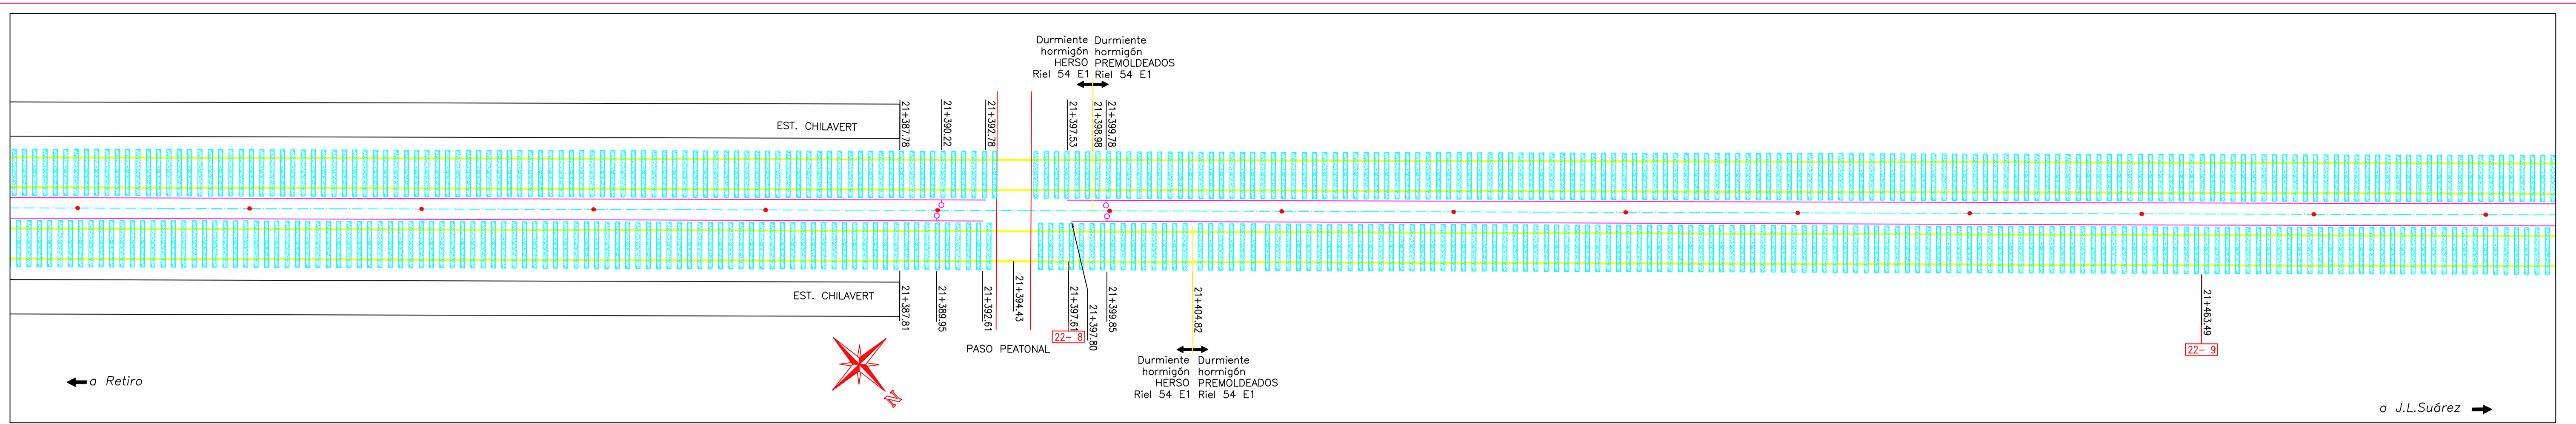 Durmiente
hormigón
HERSO
Riel 54 E1
Durmiente
hormigón
PREMOLDEADOS
Riel 54 E1
EST. CHILAVERT
21+387.78
21+390.22
21+392.78
21+397.53
21+398.98
21+399.78
EST. CHILAVERT
21+387.81
21+389.95
21+392.61
21+394.43
21+397.61
21+397.80
21+399.85
21+404.82
21+463.49
22- 8
22- 9
PASO PEATONAL
Durmiente
hormigón
HERSO
Riel 54 E1
Durmiente
hormigón
PREMOLDEADOS
Riel 54 E1
a Retiro
N
a J.L.Suárez